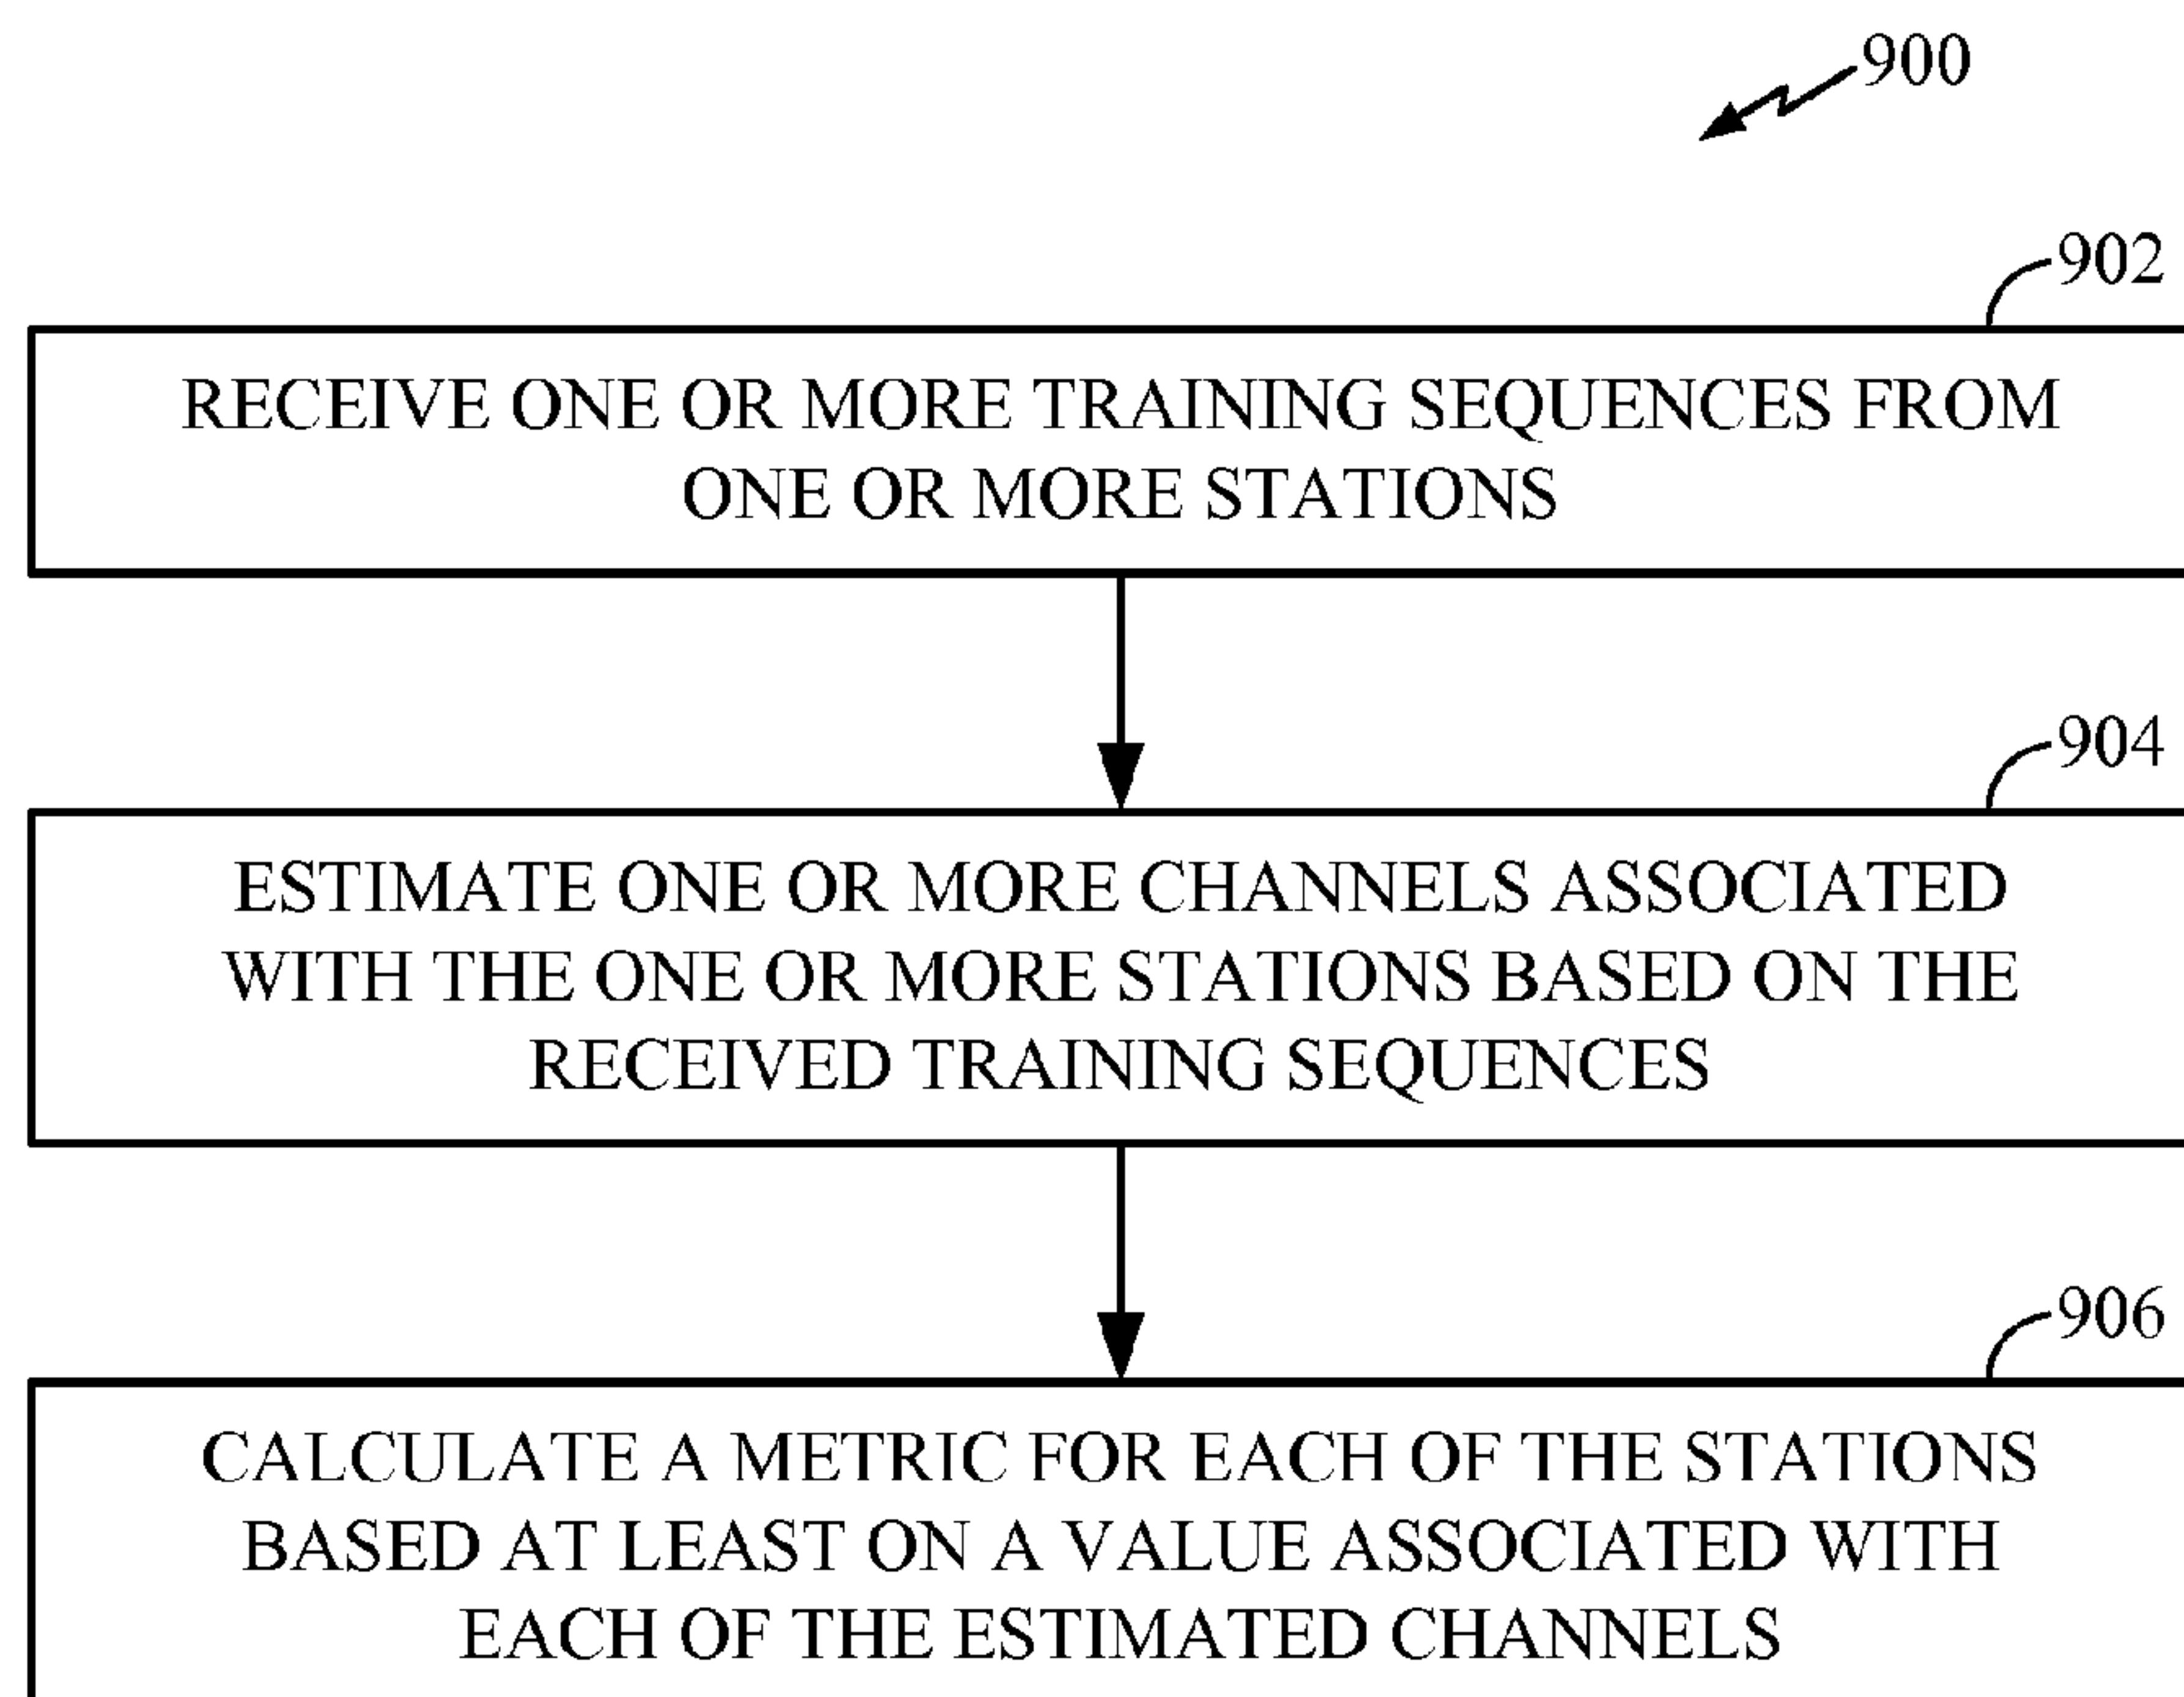 900
902
RECEIVE ONE OR MORE TRAINING SEQUENCES FROM
ONE OR MORE STATIONS
904
ESTIMATE ONE OR MORE CHANNELS ASSOCIATED
WITH THE ONE OR MORE STATIONS BASED ON THE
RECEIVED TRAINING SEQUENCES
906
CALCULATE A METRIC FOR EACH OF THE STATIONS
BASED AT LEAST ON A VALUE ASSOCIATED WITH
EACH OF THE ESTIMATED CHANNELS